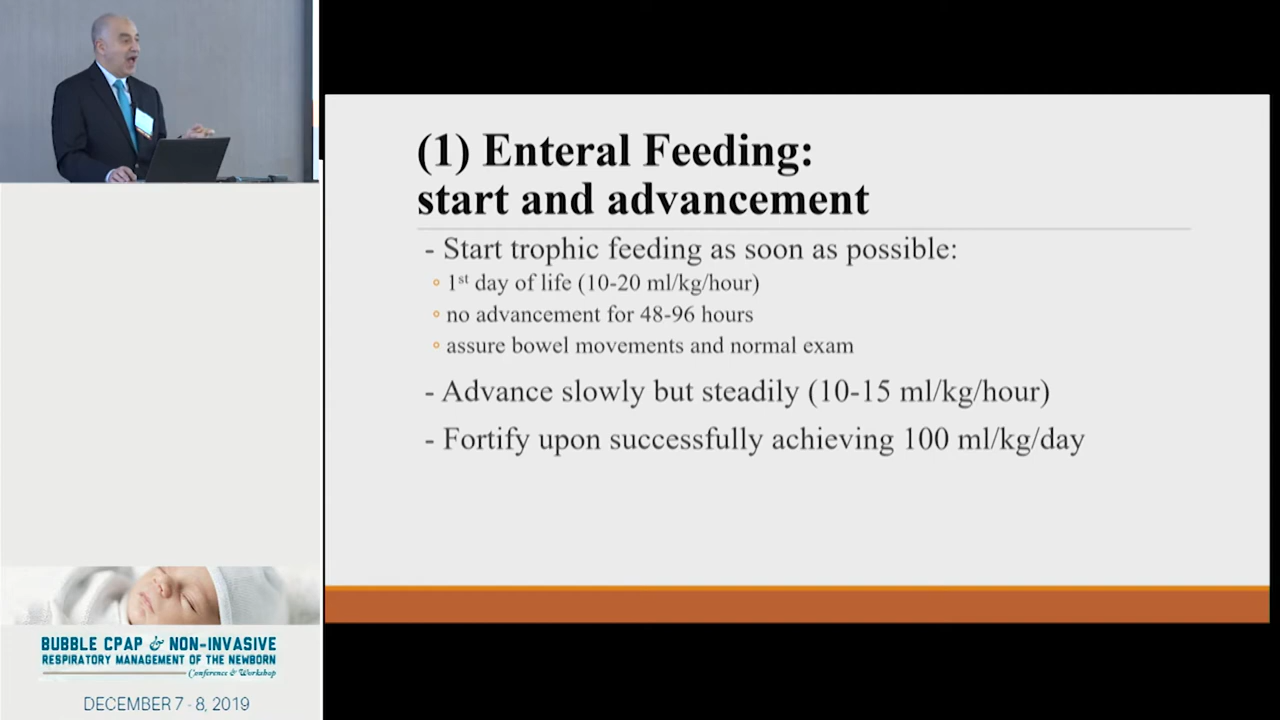 (1) Enteral Feeding:
start and advancement
- Start trophic feeding as soon as possible:
◦ 1st day of life (10-20 ml/kg/hour)
◦ no advancement for 48-96 hours
◦ assure bowel movements and normal exam
- Advance slowly but steadily (10-15 ml/kg/hour)
- Fortify upon successfully achieving 100 ml/kg/day
BUBBLE CPAP & NON-INVASIVE
RESPIRATORY MANAGEMENT OF THE NEWBORN
Conference & Workshop
DECEMBER 7 - 8, 2019